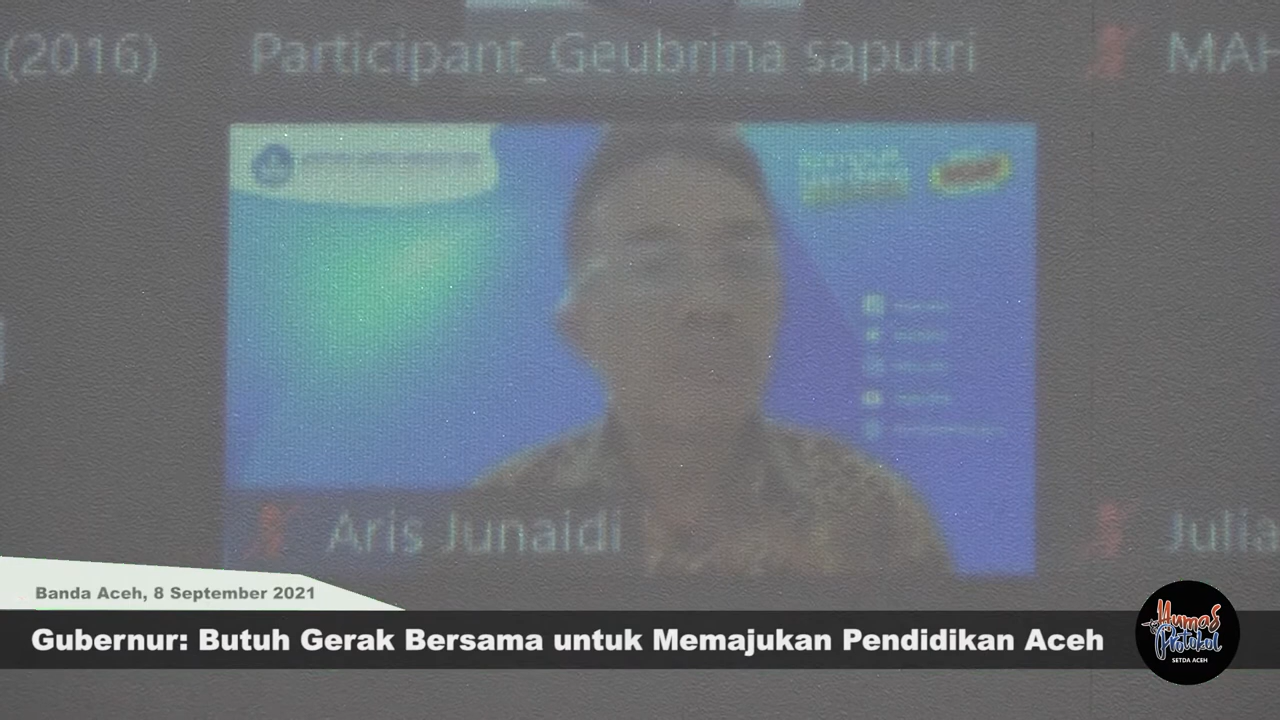 (2016) Participant_Geubrina saputri MAH
Aris Junaidi
Julia
Banda Aceh, 8 September 2021
Gubernur: Butuh Gerak Bersama untuk Memajukan Pendidikan Aceh
Humas
Protokol
SETDA ACEH